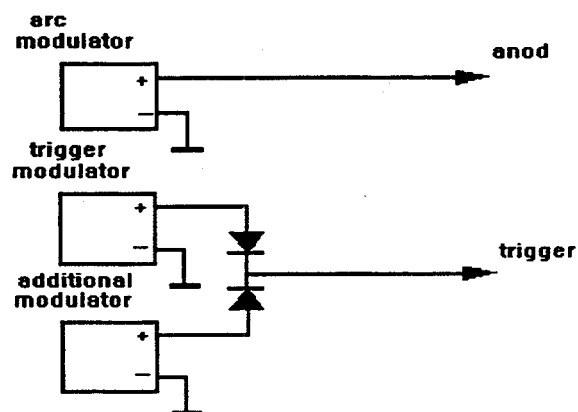 arc
modulator
anod
+
−
trigger
modulator
+
−
trigger
additional
modulator
+
−